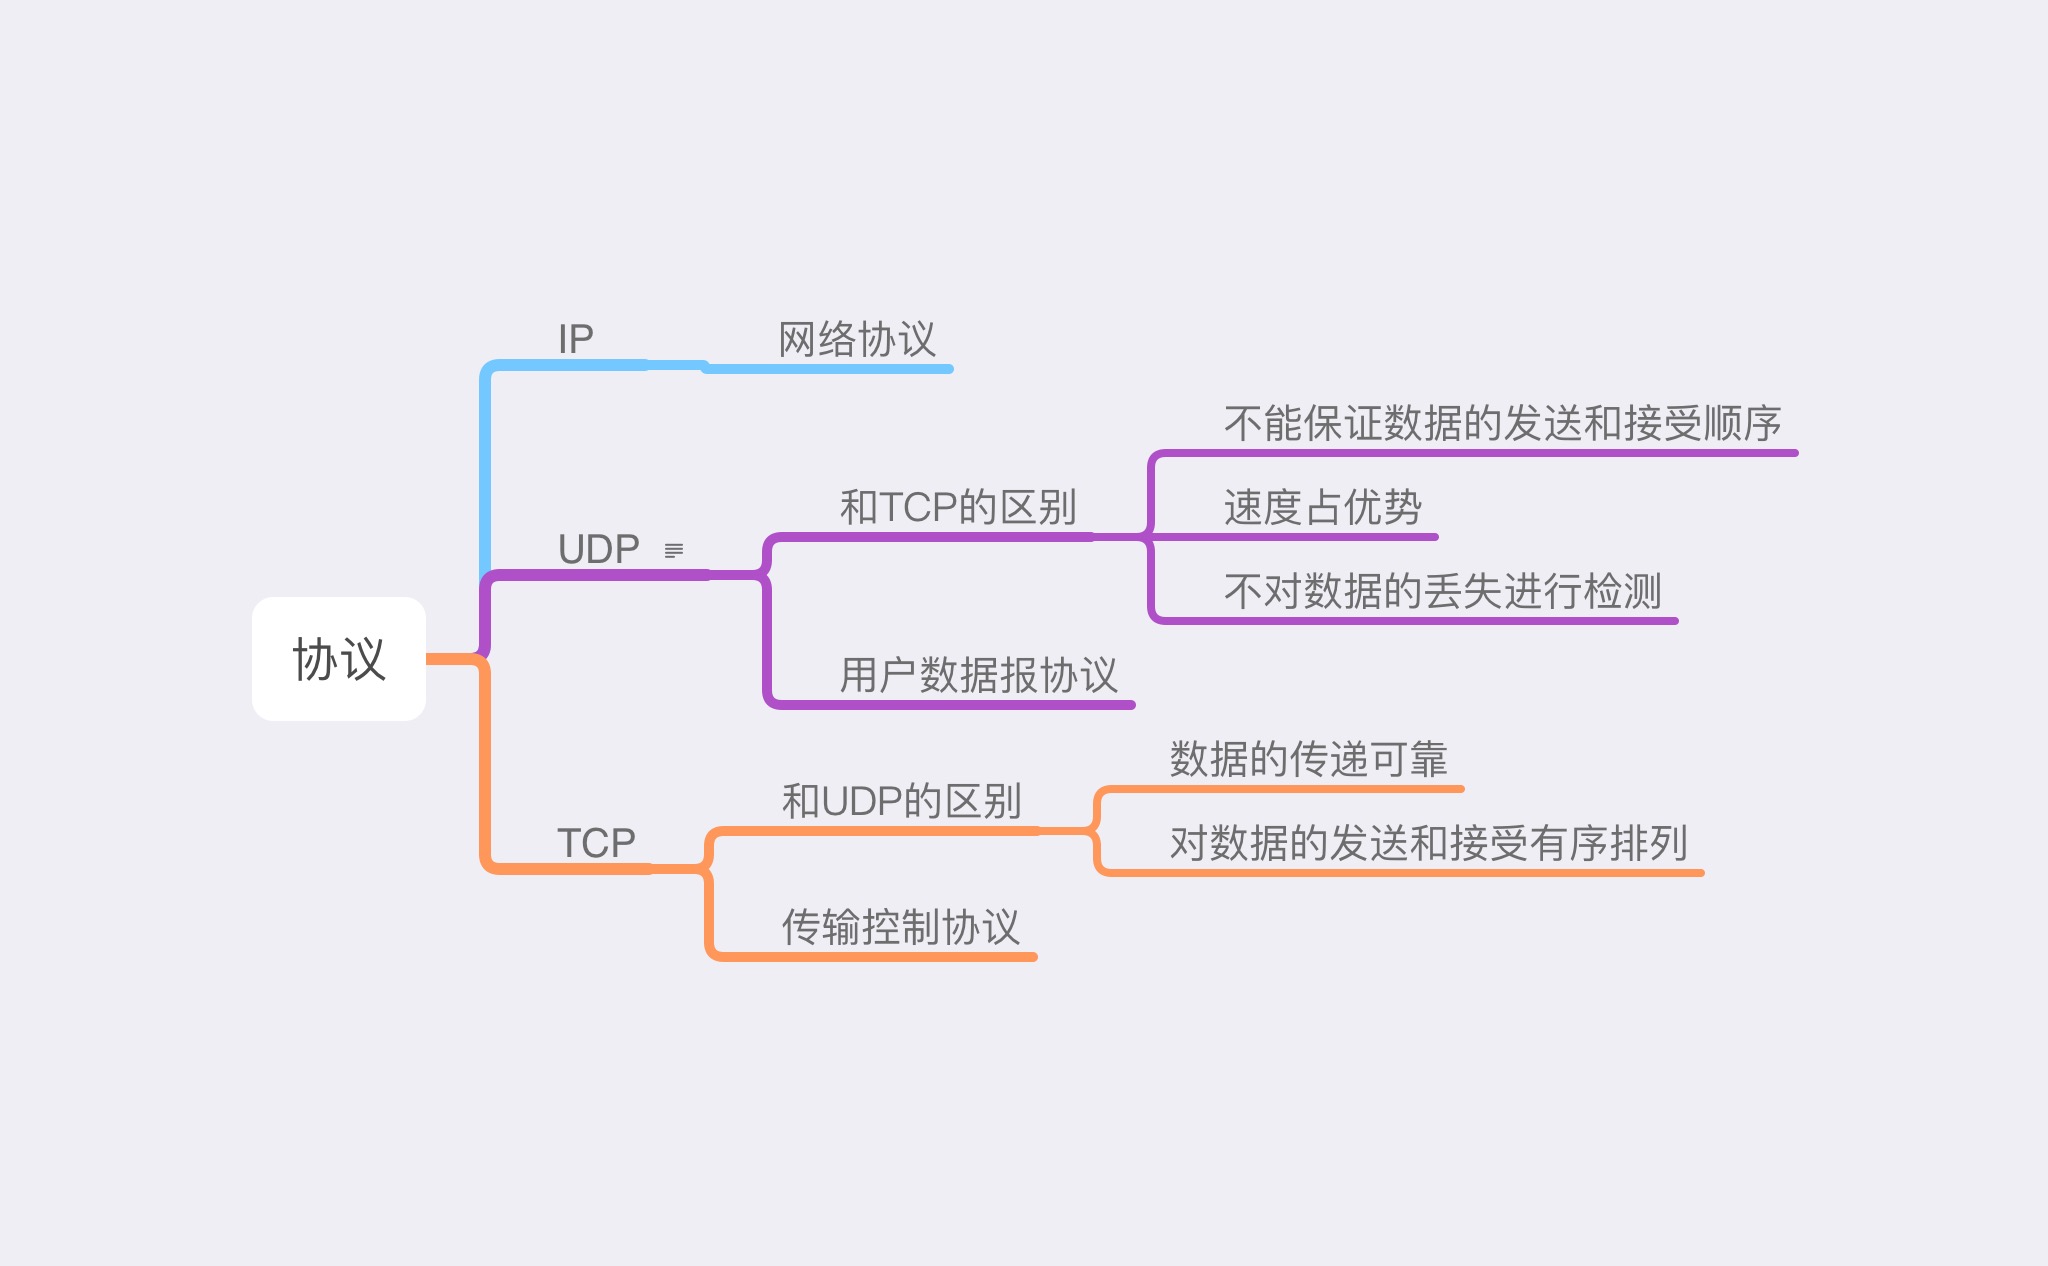 IP
网络协议
不能保证数据的发送和接受顺序
和TCP的区别
速度占优势
UDP
不对数据的丢失进行检测
协议
用户数据报协议
数据的传递可靠
和UDP的区别
TCP
对数据的发送和接受有序排列
传输控制协议